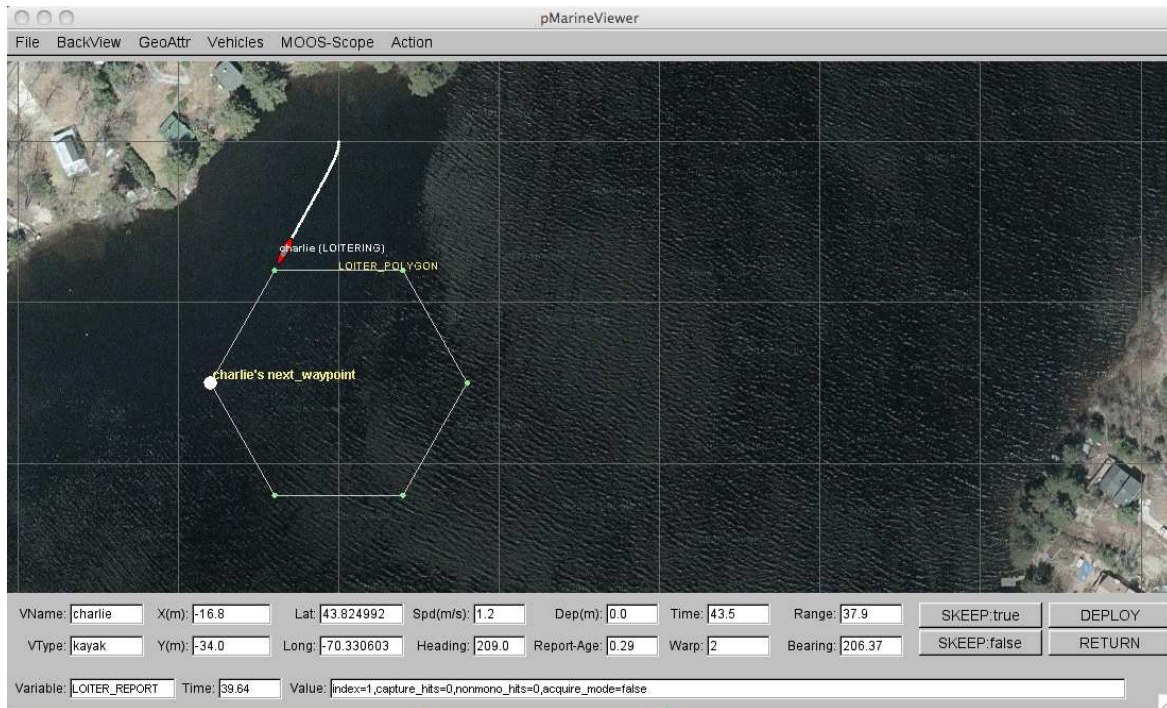 pMarineViewer
File BackView GeoAttr Vehicles MOOS-Scope Action
charlie (LOITERING)
LOITER_POLYGON
charlie's next_waypoint
VName: charlie X(m): -16.8 Lat: 43.824992 Spd(m/s): 1.2 Dep(m): 0.0 Time: 43.5 Range: 37.9 SKEEP:true DEPLOY
VType: kayak Y(m): -34.0 Long: -70.330603 Heading: 209.0 Report-Age: 0.29 Warp: 2 Bearing: 206.37 SKEEP:false RETURN
Variable: LOITER_REPORT Time: 39.64 Value: index=1,capture_hits=0,nonmono_hits=0,acquire_mode=false